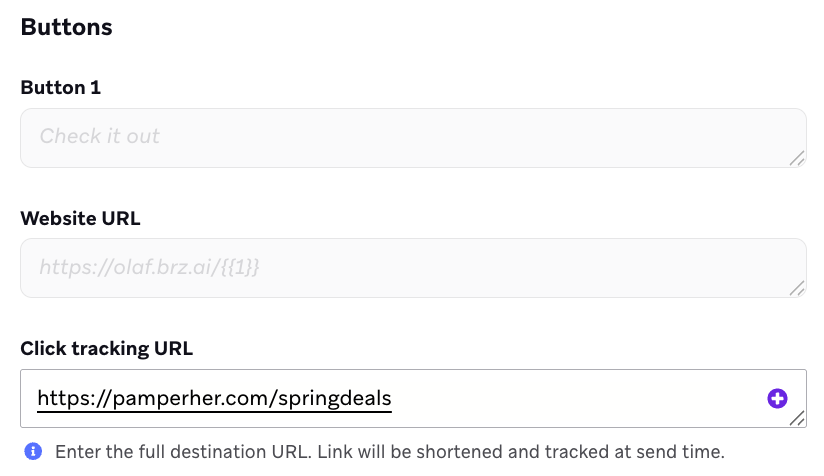 Buttons
Button 1
Check it out
Website URL
https://olaf.brz.ai/{{1}}
Click tracking URL
https://pamperher.com/springdeals
Enter the full destination URL. Link will be shortened and tracked at send time.